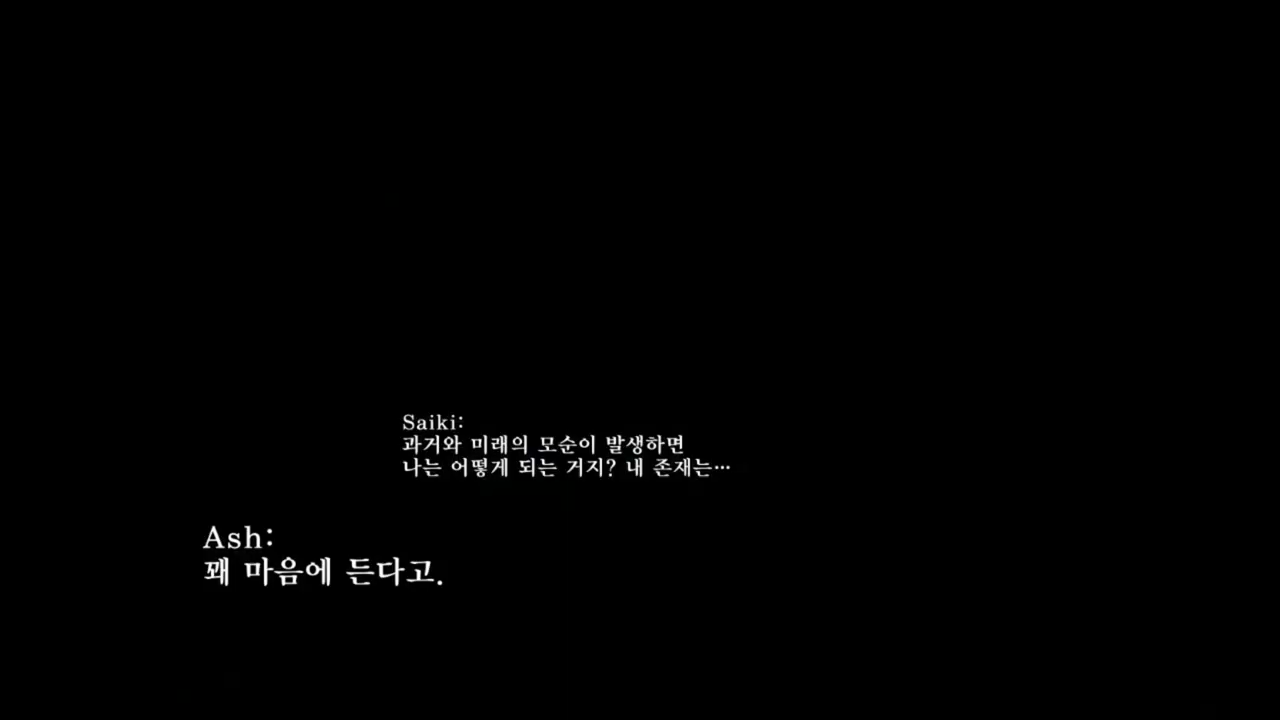 Saiki:
과거와 미래의 모순이 발생하면
나는 어떻게 되는 거지? 내 존재는…
Ash:
꽤 마음에 든다고.